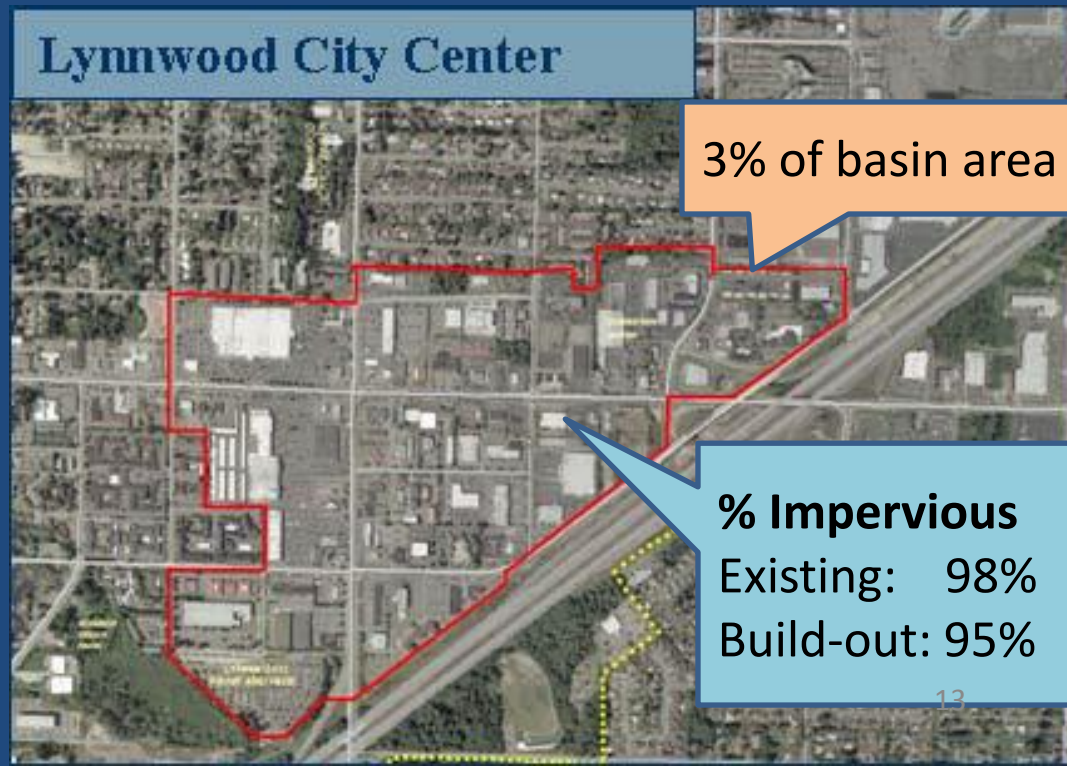 Lynnwood City Center
3% of basin area
% Impervious
Existing: 98%
Build-out: 95%
13